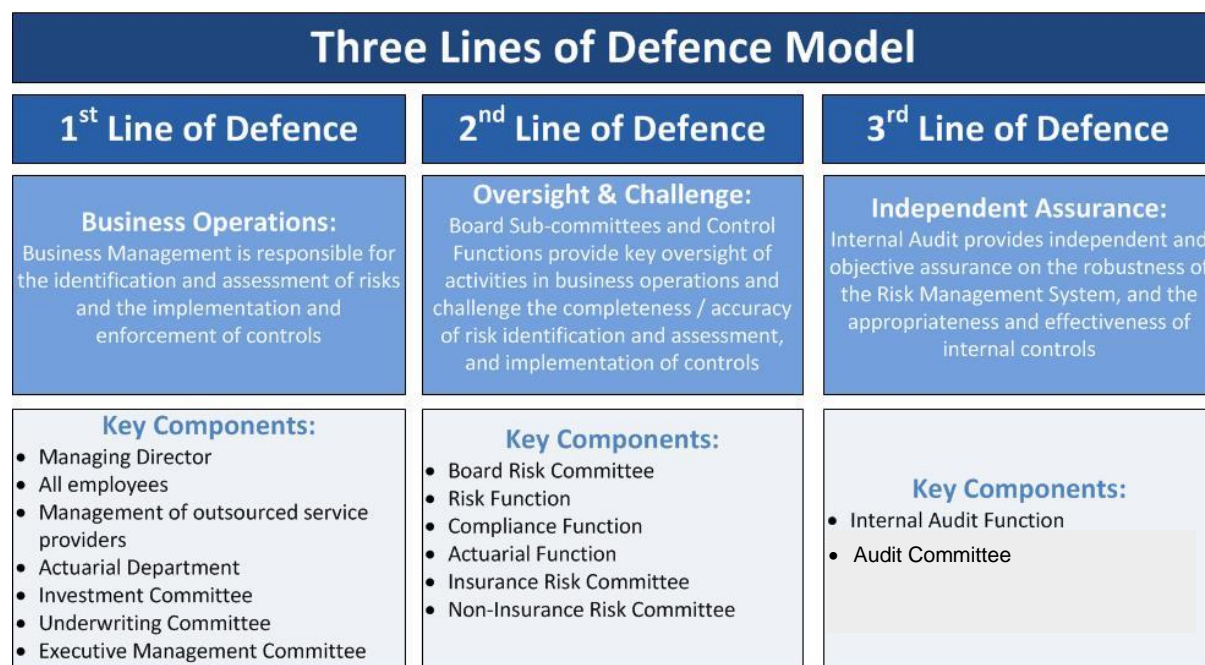 Three Lines of Defence Model
1st Line of Defence
Business Operations:
Business Management is responsible for
the identification and assessment of risks
and the implementation and
enforcement of controls
Key Components:
• Managing Director
• All employees
• Management of outsourced service
providers
• Actuarial Department
• Investment Committee
• Underwriting Committee
• Executive Management Committee
2nd Line of Defence
Oversight & Challenge:
Board Sub-committees and Control
Functions provide key oversight of
activities in business operations and
challenge the completeness / accuracy
of risk identification and assessment,
and implementation of controls
Key Components:
• Board Risk Committee
• Risk Function
• Compliance Function
• Actuarial Function
• Insurance Risk Committee
• Non-Insurance Risk Committee
3rd Line of Defence
Independent Assurance:
Internal Audit provides independent and
objective assurance on the robustness of
the Risk Management System, and the
appropriateness and effectiveness of
internal controls
Key Components:
• Internal Audit Function
• Audit Committee